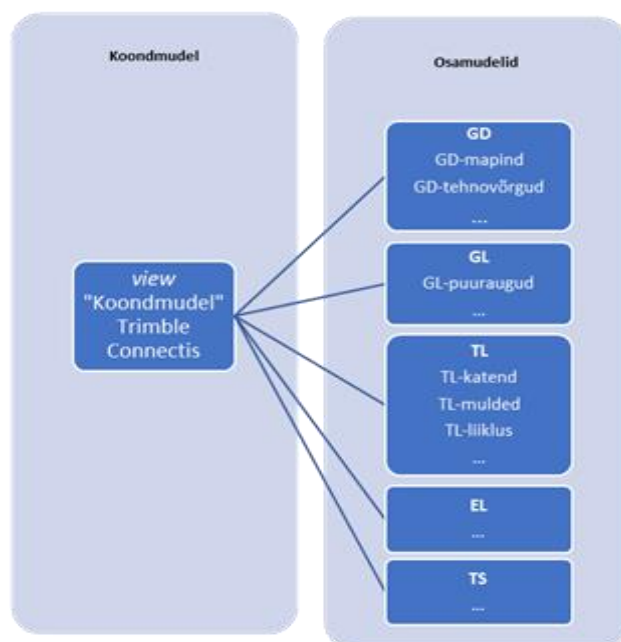 Koondmudel
view
"Koondmudel"
Trimble
Connectis
Osamudelid
GD
GD-mapind
GD-tehnovõrgud
...
GL
GL-puuraugud
...
TL
TL-katend
TL-mulded
TL-liiklus
...
EL
...
TS
...